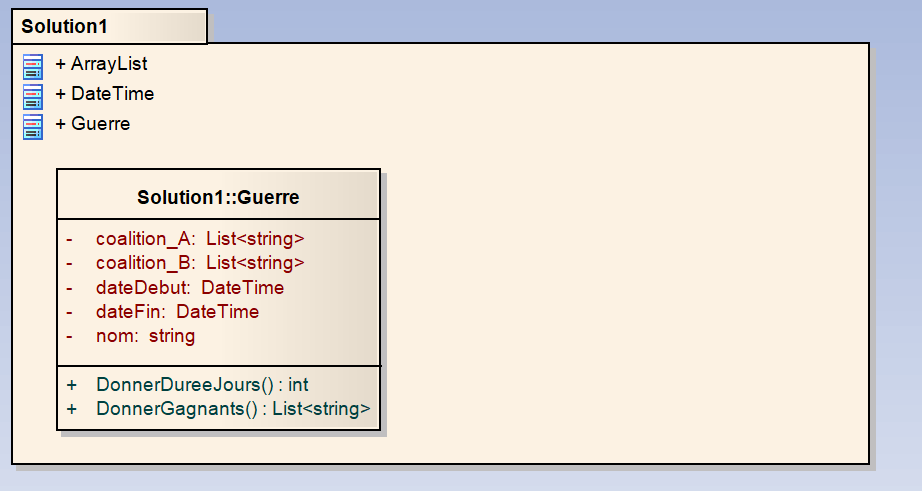 Solution1
+ ArrayList
+ DateTime
+ Guerre
Solution1::Guerre
- coalition_A: List<string>
- coalition_B: List<string>
- dateDebut: DateTime
- dateFin: DateTime
- nom: string
+ DonnerDureeJours() : int
+ DonnerGagnants() : List<string>